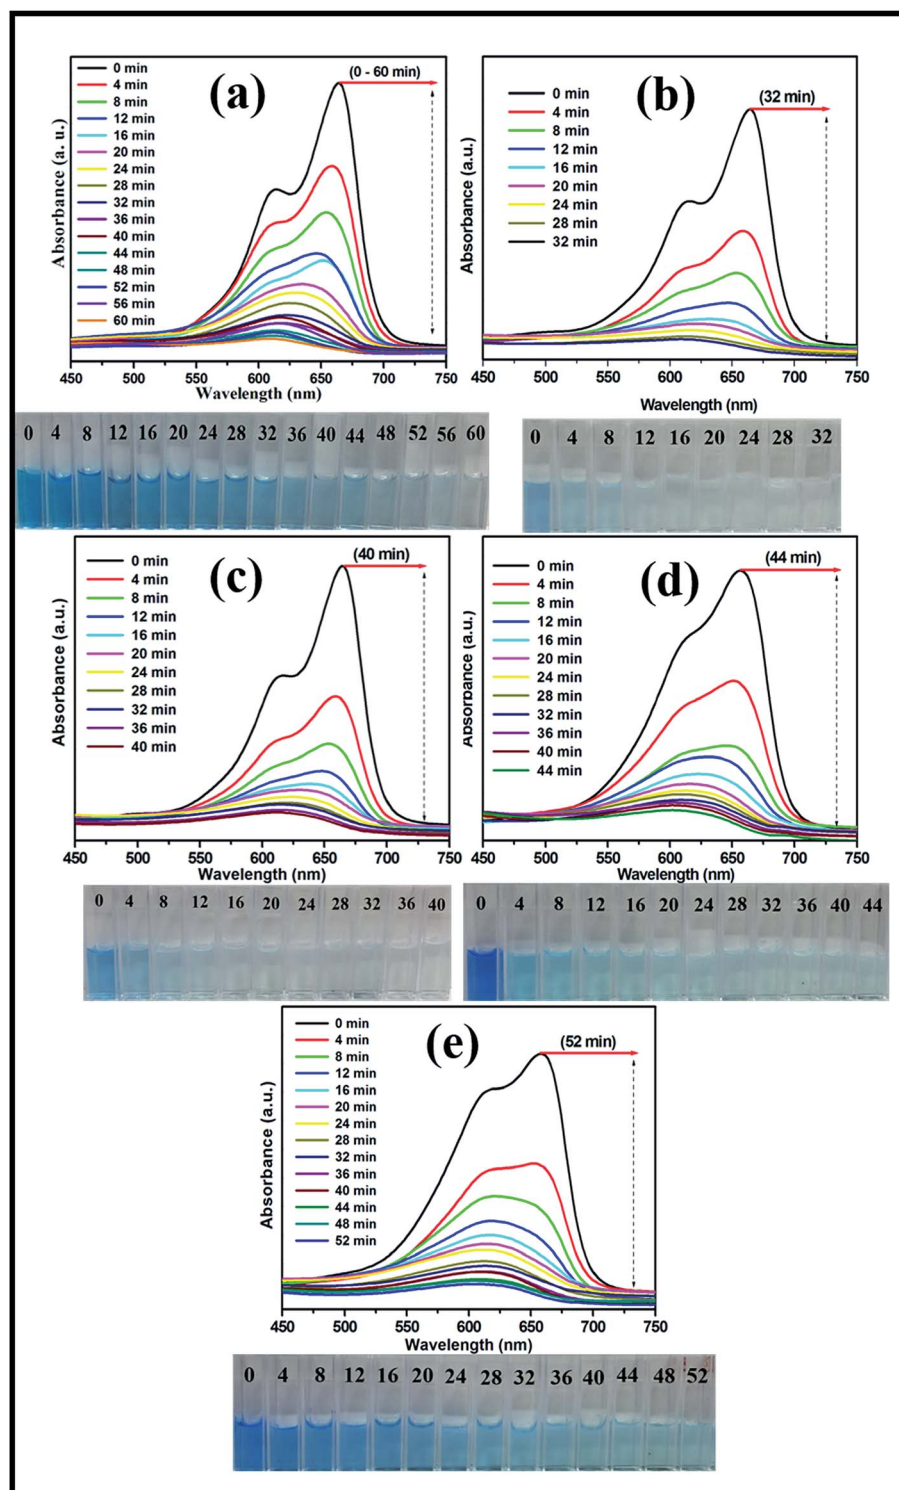 (a)
(0 - 60 min)
0 min
4 min
8 min
12 min
16 min
20 min
24 min
28 min
32 min
36 min
40 min
44 min
48 min
52 min
56 min
60 min
Absorbance (a. u.)
450 500 550 600 650 700 750
Wavelength (nm)
0 4 8 12 16 20 24 28 32 36 40 44 48 52 56 60
(b)
(32 min)
0 min
4 min
8 min
12 min
16 min
20 min
24 min
28 min
32 min
Absorbance (a.u.)
450 500 550 600 650 700 750
Wavelength (nm)
0 4 8 12 16 20 24 28 32
(c)
(40 min)
0 min
4 min
8 min
12 min
16 min
20 min
24 min
28 min
32 min
36 min
40 min
Absorbance (a.u.)
450 500 550 600 650 700 750
Wavelength (nm)
0 4 8 12 16 20 24 28 32 36 40
(d)
(44 min)
0 min
4 min
8 min
12 min
16 min
20 min
24 min
28 min
32 min
36 min
40 min
44 min
Absorbance (a.u.)
450 500 550 600 650 700 750
Wavelength (nm)
0 4 8 12 16 20 24 28 32 36 40 44
(e)
(52 min)
0 min
4 min
8 min
12 min
16 min
20 min
24 min
28 min
32 min
36 min
40 min
44 min
48 min
52 min
Absorbance (a.u.)
450 500 550 600 650 700 750
Wavelength (nm)
0 4 8 12 16 20 24 28 32 36 40 44 48 52